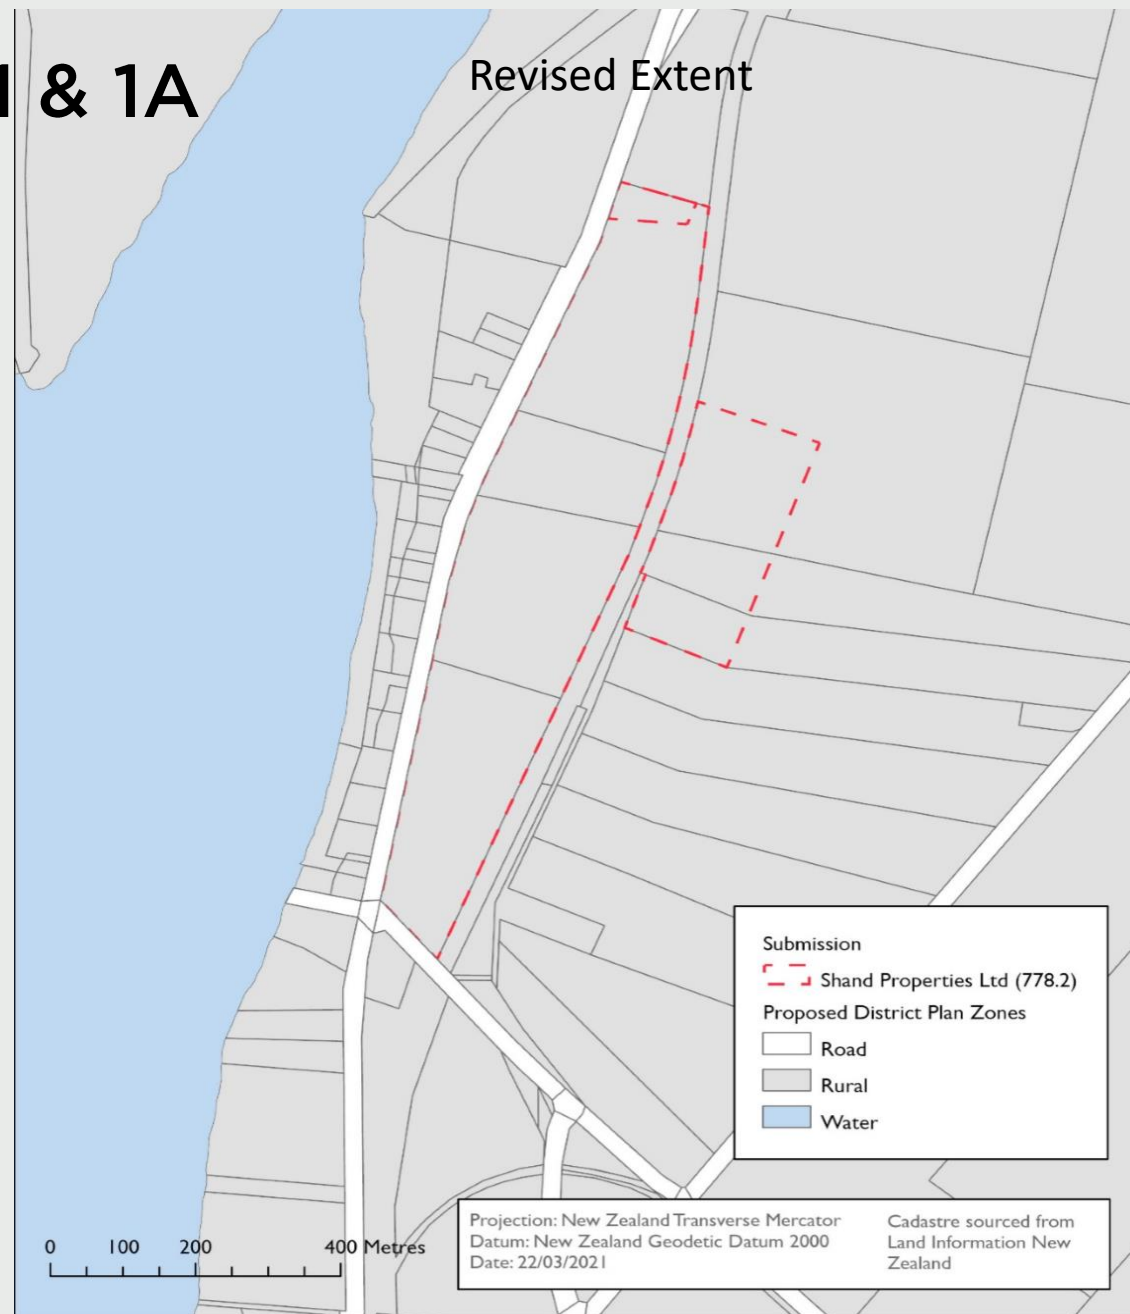 1 & 1A
Revised Extent
Submission
Shand Properties Ltd (778.2)
Proposed District Plan Zones
Road
Rural
Water
0 100 200 400 Metres
Projection: New Zealand Transverse Mercator
Datum: New Zealand Geodetic Datum 2000
Date: 22/03/2021
Cadastre sourced from
Land Information New
Zealand